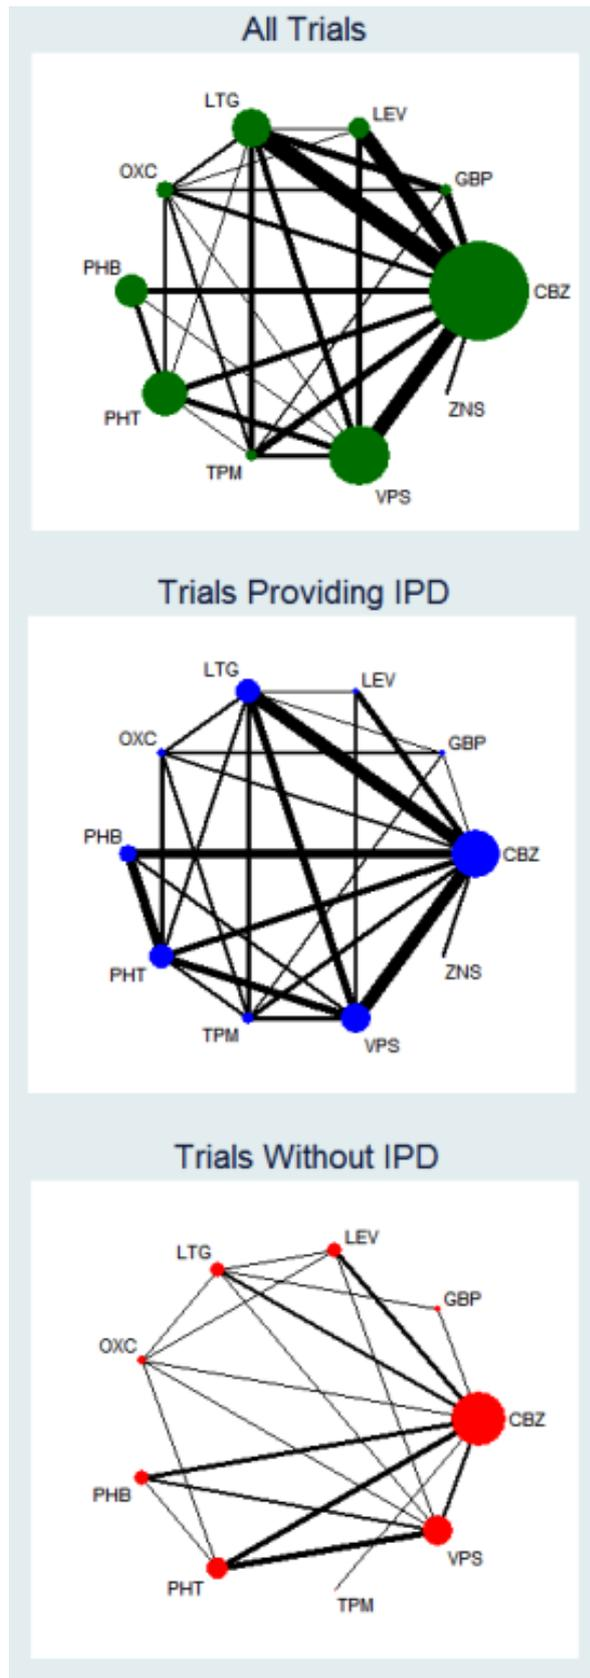 All Trials
LTG
LEV
OXC
GBP
PHB
CBZ
PHT
ZNS
TPM
VPS
Trials Providing IPD
LTG
LEV
OXC
GBP
PHB
CBZ
PHT
ZNS
TPM
VPS
Trials Without IPD
LEV
LTG
GBP
OXC
CBZ
PHB
VPS
PHT
TPM